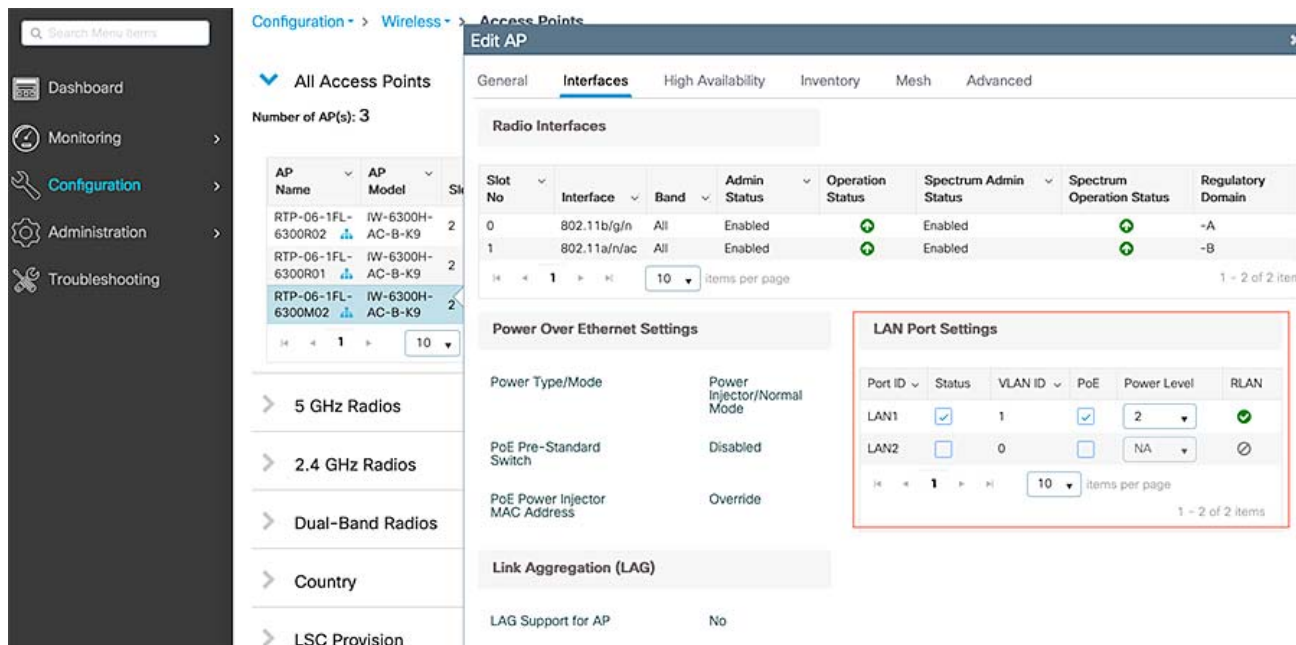 Search Menu Items
Dashboard
Monitoring
Configuration
Administration
Troubleshooting
Configuration > Wireless > Access Points
All Access Points
Number of AP(s): 3
AP Name AP Model
RTP-06-1FL-6300R02 IW-6300H-AC-B-K9 2
RTP-06-1FL-6300R01 IW-6300H-AC-B-K9 2
RTP-06-1FL-6300M02 IW-6300H-AC-B-K9 2
1 10
5 GHz Radios
2.4 GHz Radios
Dual-Band Radios
Country
LSC Provision
Edit AP
General Interfaces High Availability Inventory Mesh Advanced
Radio Interfaces
Slot No Interface Band Admin Status Operation Status Spectrum Admin Status Spectrum Operation Status Regulatory Domain
0 802.11b/g/n All Enabled Enabled -A
1 802.11a/n/ac All Enabled Enabled -B
1 10 items per page 1 - 2 of 2
Power Over Ethernet Settings
Power Type/Mode Power Injector/Normal Mode
PoE Pre-Standard Switch Disabled
PoE Power Injector MAC Address Override
Link Aggregation (LAG)
LAG Support for AP No
LAN Port Settings
Port ID Status VLAN ID PoE Power Level RLAN
LAN1 1 2
LAN2 0 NA
1 10 items per page
1 - 2 of 2 items